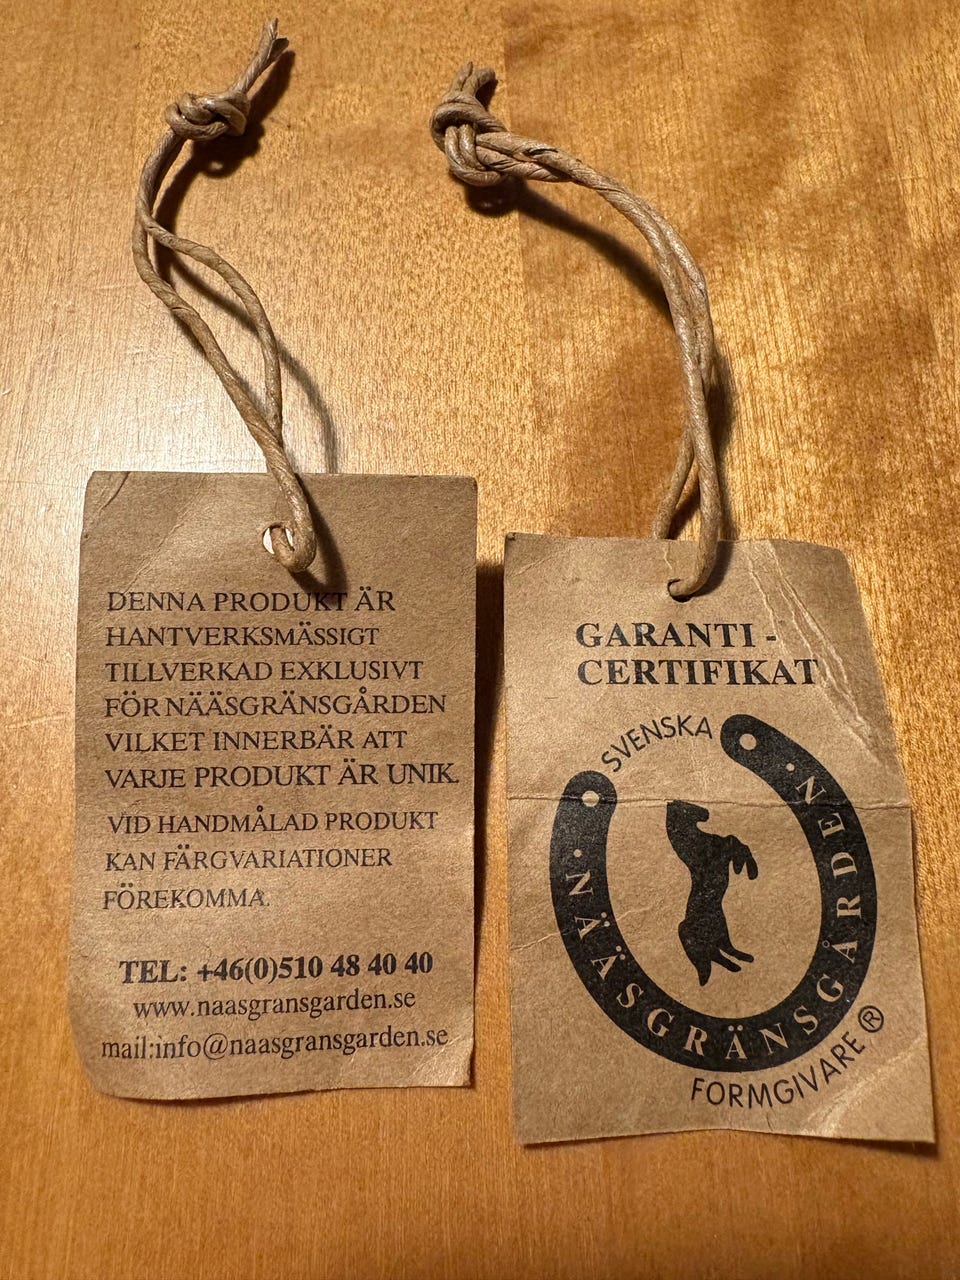 DENNA PRODUKT ÄR
HANTVERKSMÄSSIGT
TILLVERKAD EXKLUSIVT
FÖR NÄÄSGRÄNSGÅRDEN
VILKET INNERBÄR ATT
VARJE PRODUKT ÄR UNIK.
VID HANDMÅLAD PRODUKT
KAN FÄRGVARIATIONER
FÖREKOMMA.
TEL: +46(0)510 48 40 40
www.naasgransgarden.se
mail:info@naasgransgarden.se
GARANTI -
CERTIFIKAT
SVENSKA
· NÄÄSGRÄNSGÅRDEN ·
FORMGIVARE ®